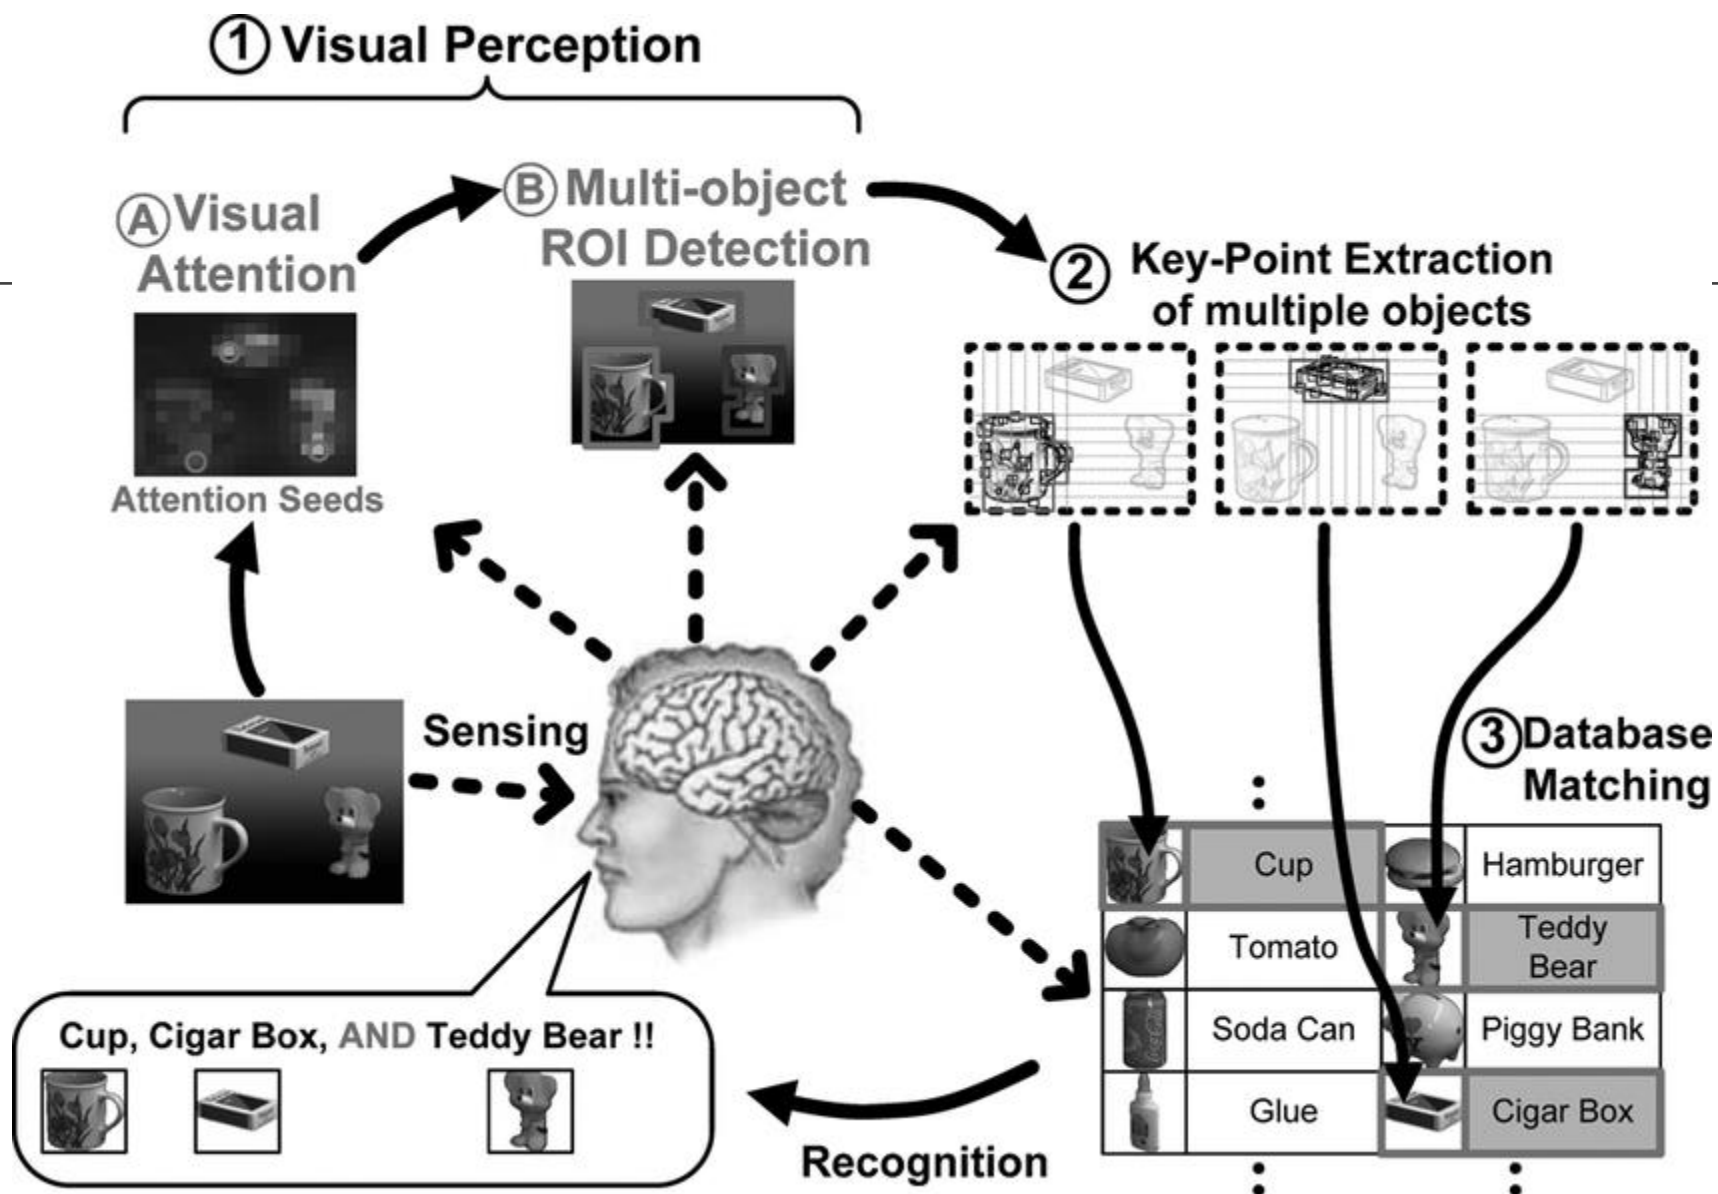 1 Visual Perception
A Visual
Attention
Attention Seeds
B Multi-object
ROI Detection
2 Key-Point Extraction
of multiple objects
Sensing
3 Database
Matching
Cup
Hamburger
Tomato
Teddy
Bear
Soda Can
Piggy Bank
Glue
Cigar Box
Recognition
Cup, Cigar Box, AND Teddy Bear !!